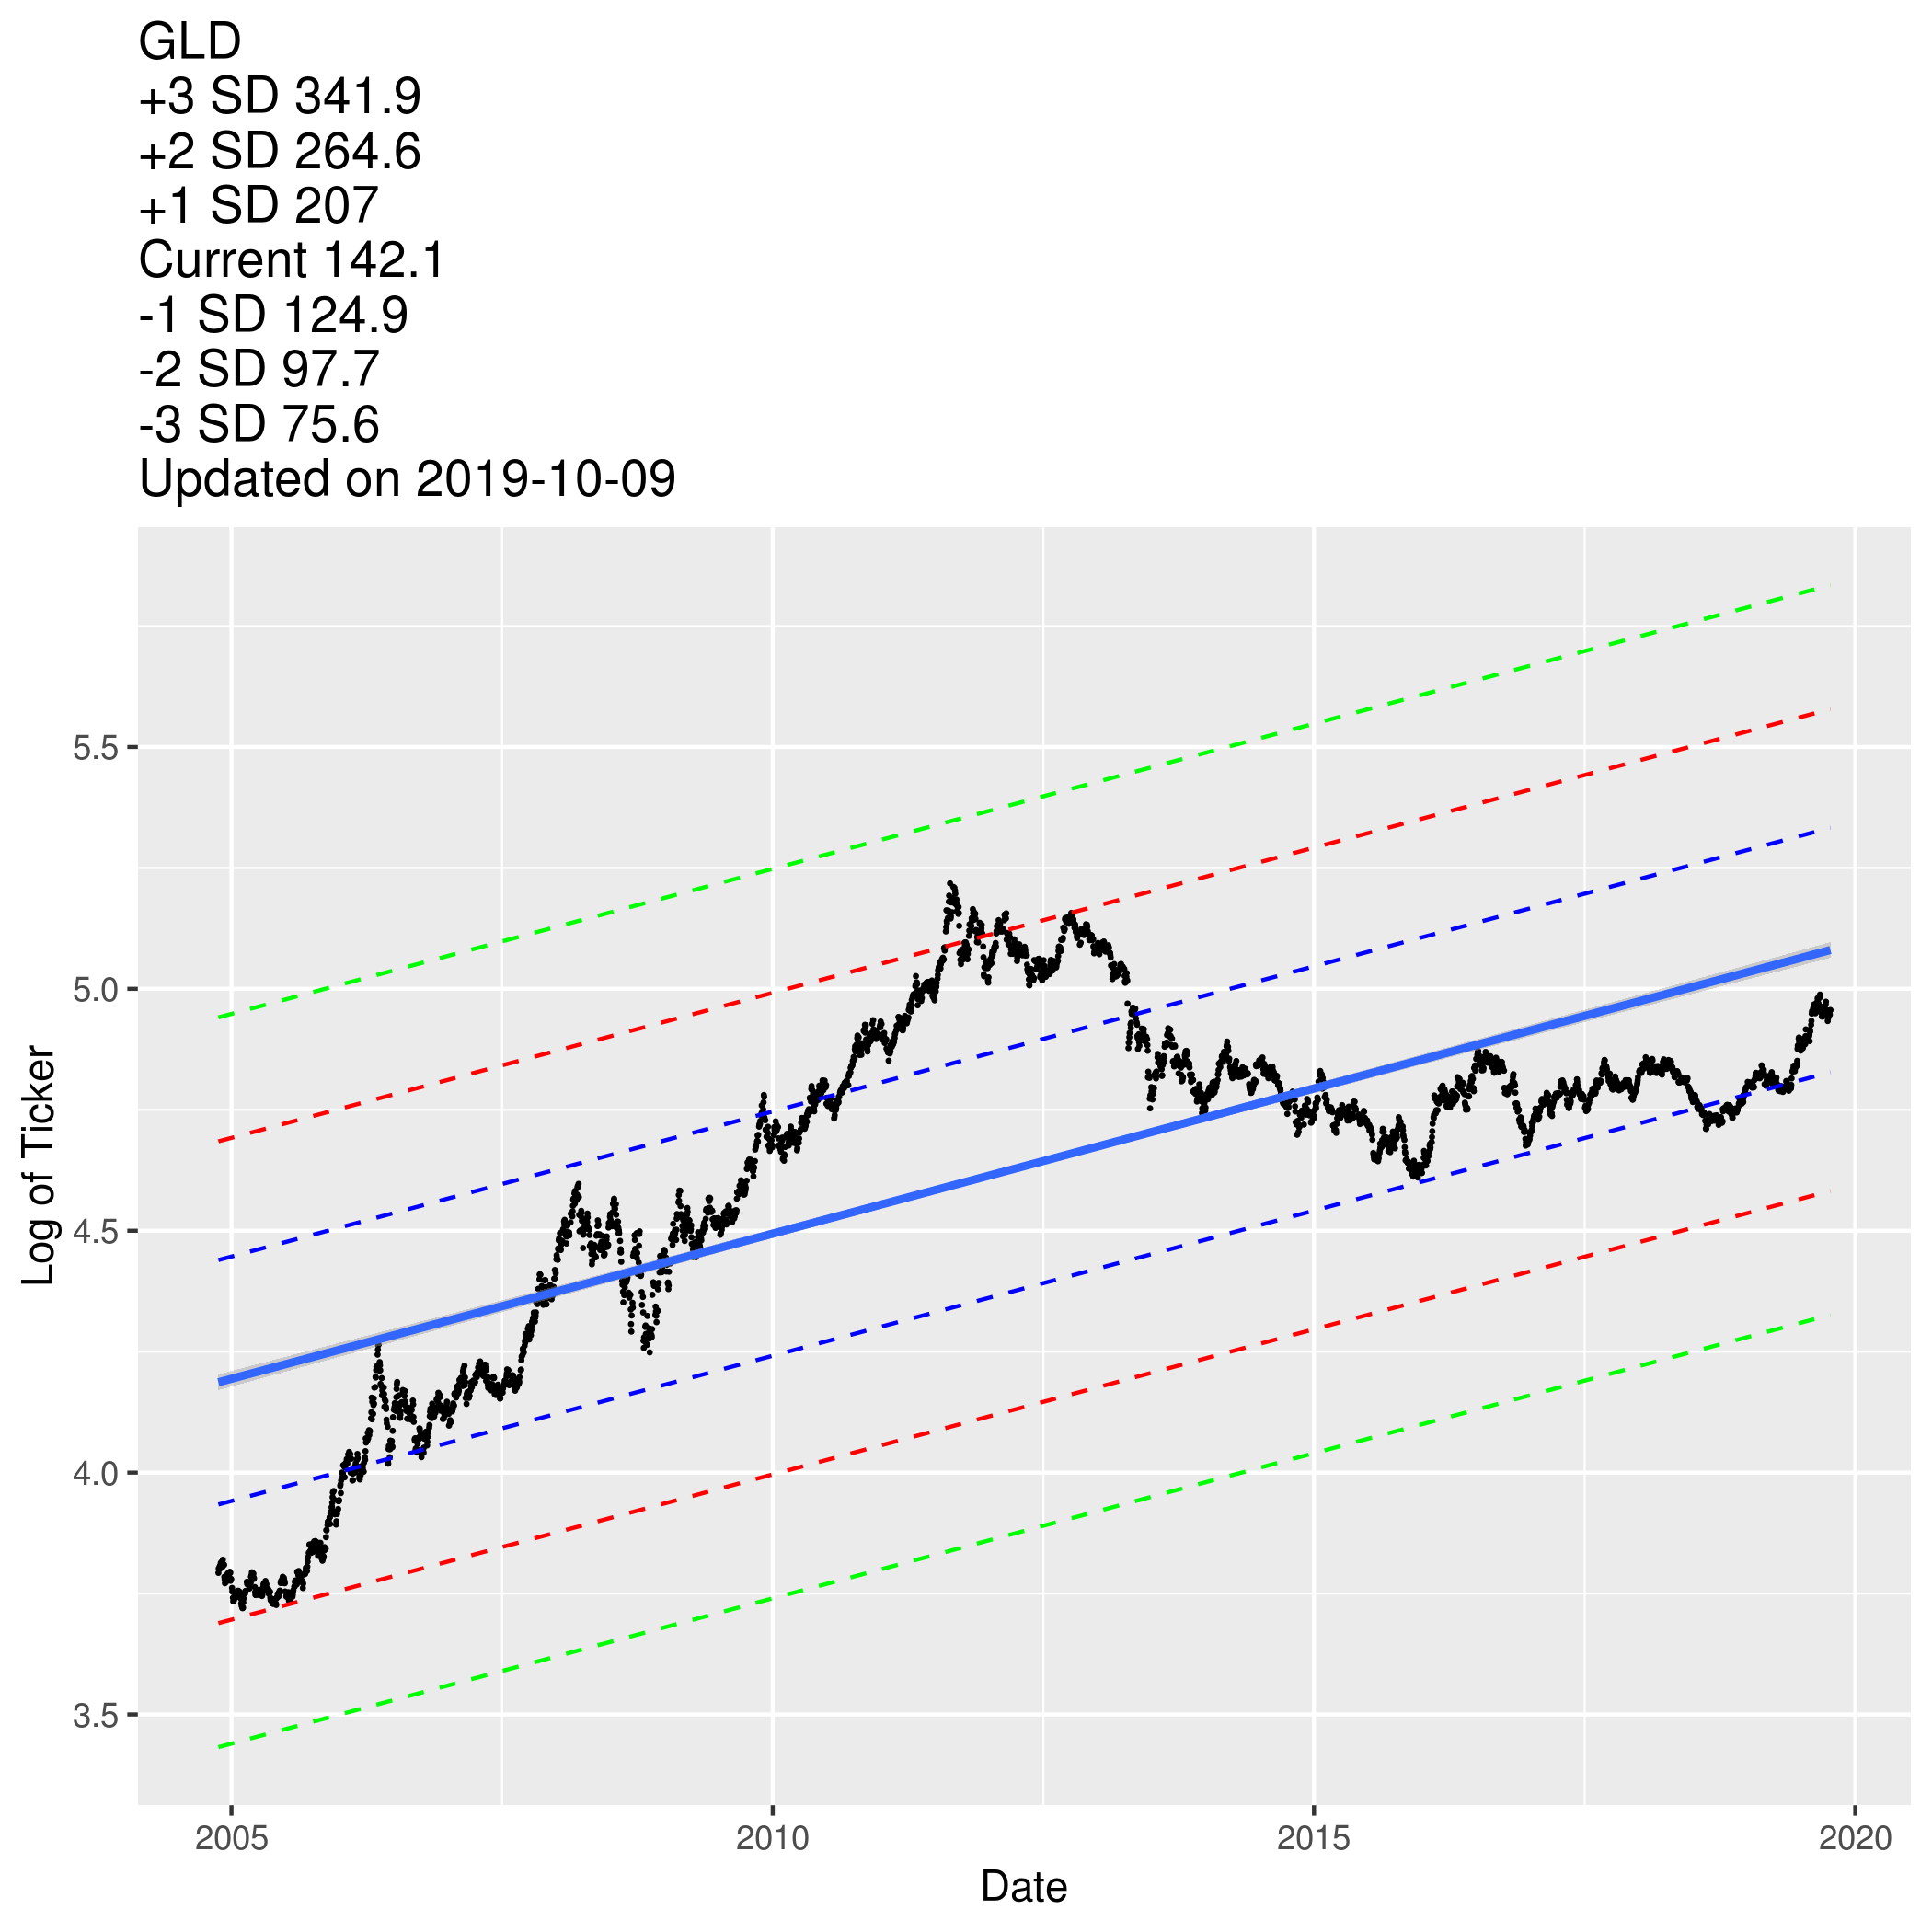 GLD
+3 SD 341.9
+2 SD 264.6
+1 SD 207
Current 142.1
-1 SD 124.9
-2 SD 97.7
-3 SD 75.6
Updated on 2019-10-09
5.5
5.0
4.5
4.0
3.5
Log of Ticker
2005 2010 2015 2020
Date